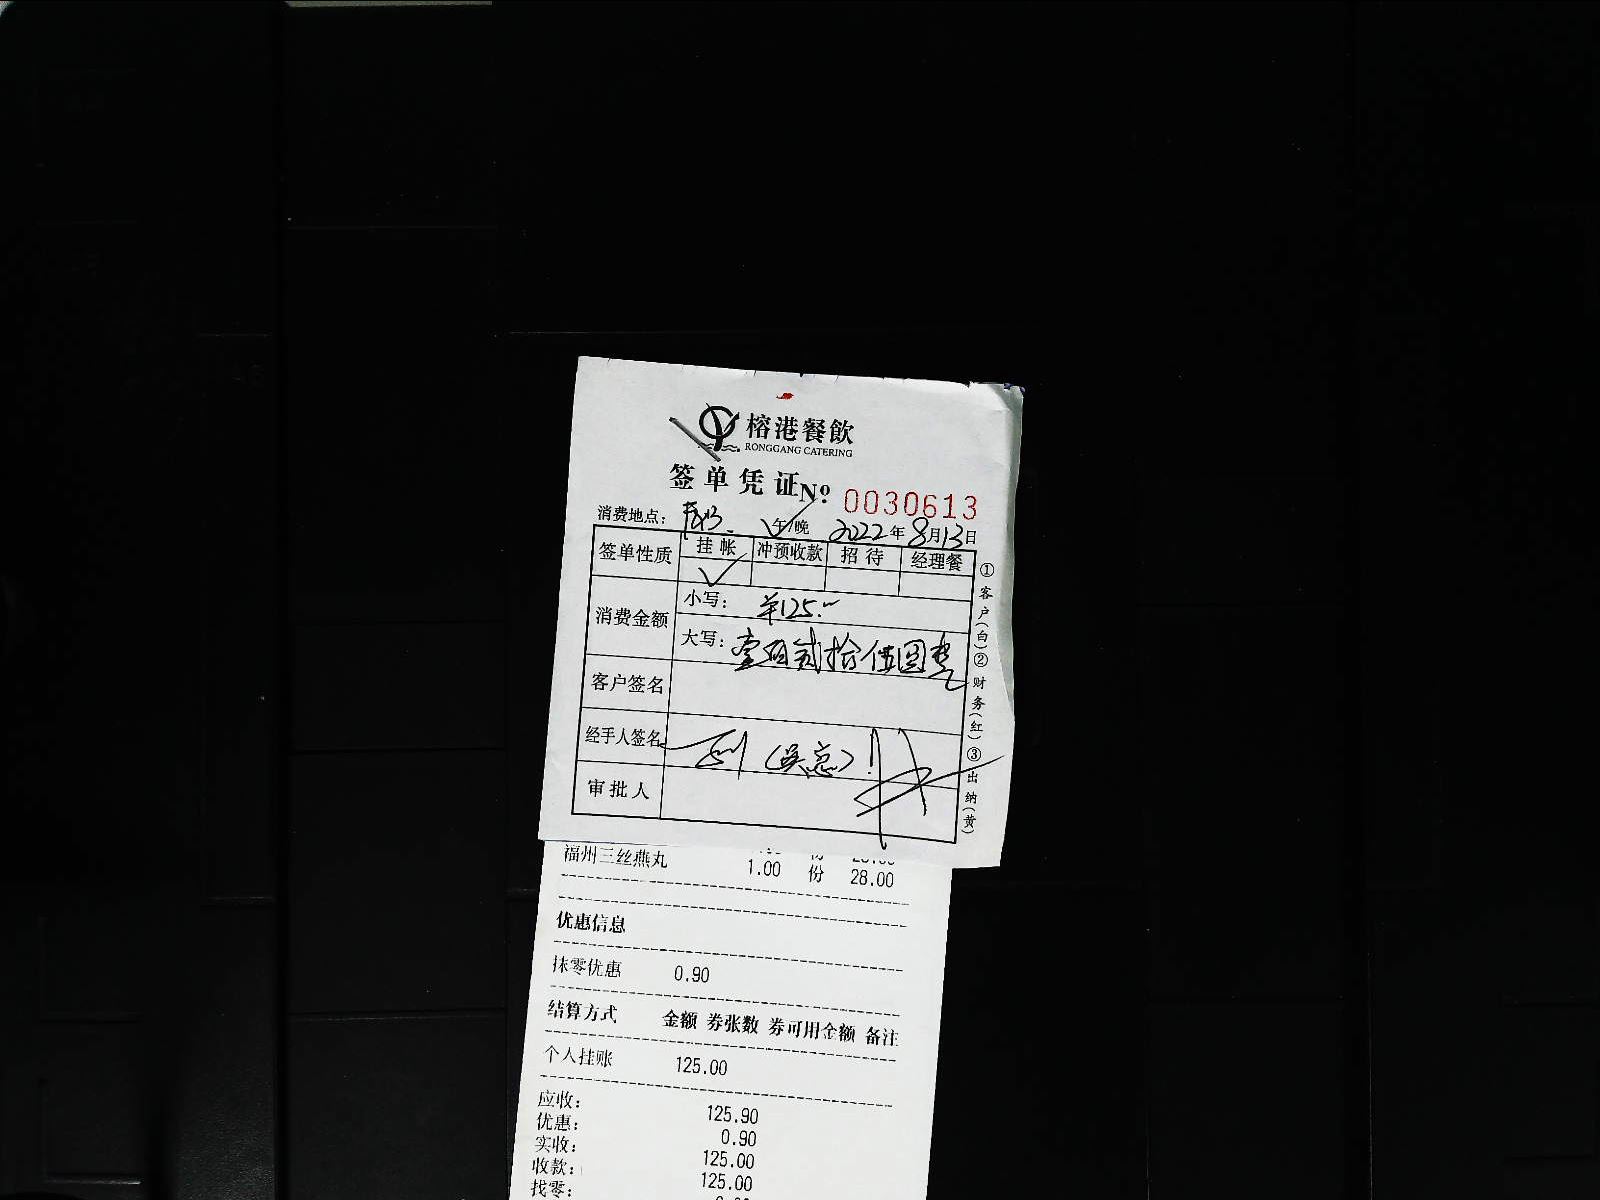 榕港餐飲
RONGGANG CATERING
签单凭证 No 0030613
消费地点： 午/晚 2022年8月13日
签单性质 挂帐 冲预收款 招待 经理餐
消费金额 小写： ¥125.-
大写： 壹佰贰拾伍圆整
客户签名
经手人签名
审批人
①客户(白)②财务(红)③出纳(黄)
福州三丝燕丸 1.00 份 28.00
优惠信息
抹零优惠 0.90
结算方式 金额 券张数 券可用金额 备注
个人挂账 125.00
应收： 125.90
优惠： 0.90
实收： 125.00
收款： 125.00
找零：